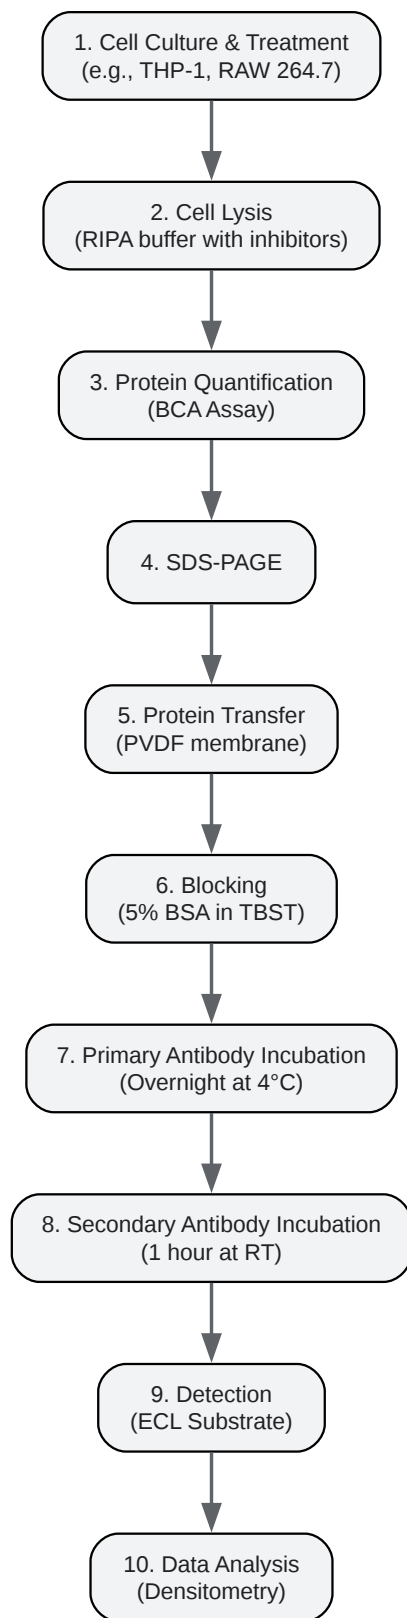 1. Cell Culture & Treatment
(e.g., THP-1, RAW 264.7)
2. Cell Lysis
(RIPA buffer with inhibitors)
3. Protein Quantification
(BCA Assay)
4. SDS-PAGE
5. Protein Transfer
(PVDF membrane)
6. Blocking
(5% BSA in TBST)
7. Primary Antibody Incubation
(Overnight at 4°C)
8. Secondary Antibody Incubation
(1 hour at RT)
9. Detection
(ECL Substrate)
10. Data Analysis
(Densitometry)